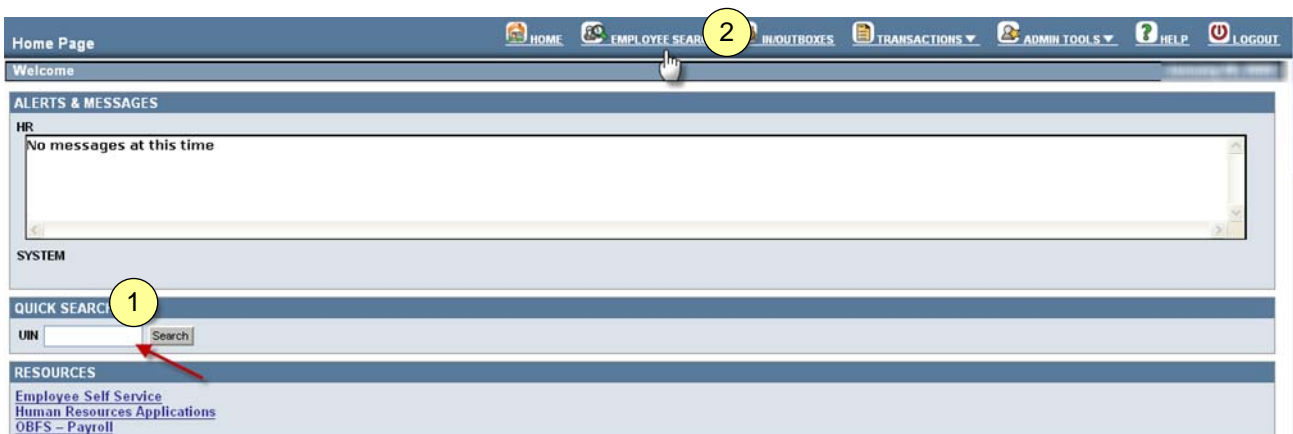 Home Page
HOME
EMPLOYEE SEAR
2
IN/OUTBOXES
TRANSACTIONS ▼
ADMIN TOOLS ▼
? HELP
LOGOUT
Welcome
ALERTS & MESSAGES
HR
No messages at this time
SYSTEM
QUICK SEARCH
1
UIN
Search
RESOURCES
Employee Self Service
Human Resources Applications
OBFS – Payroll